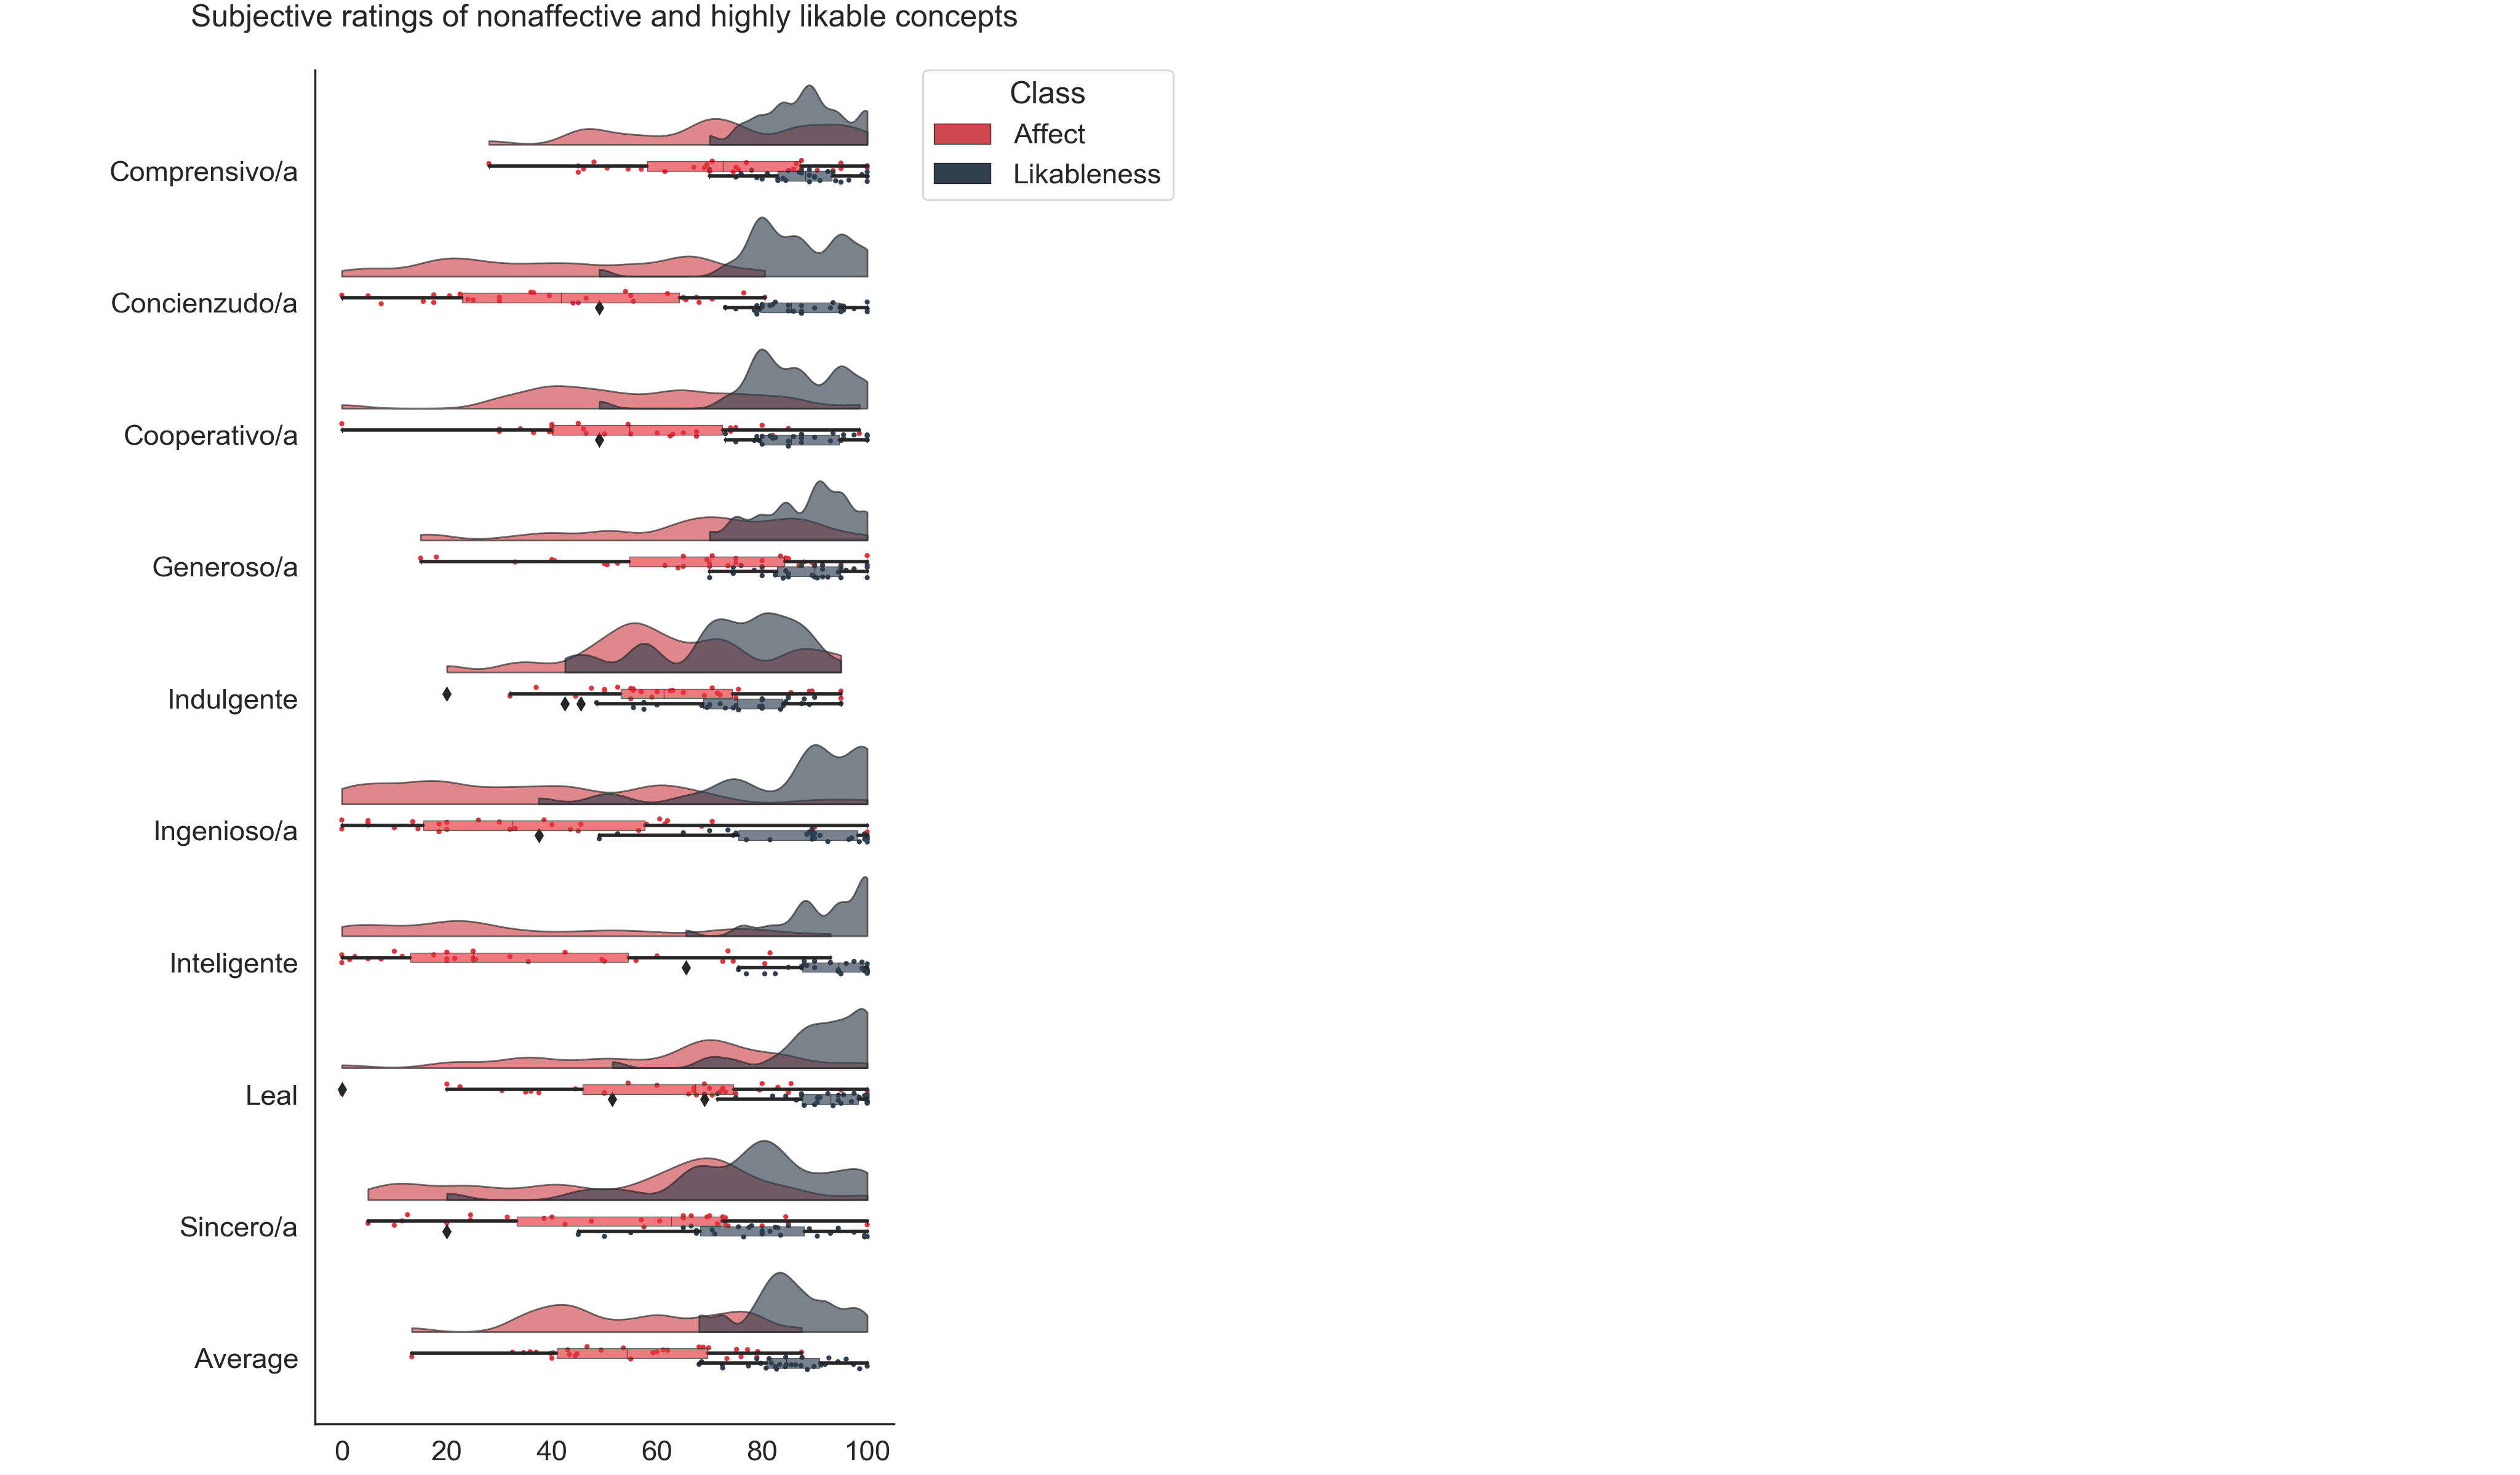 Subjective ratings of nonaffective and highly likable concepts
Class
Affect
Likableness
Comprensivo/a
Concienzudo/a
Cooperativo/a
Generoso/a
Indulgente
Ingenioso/a
Inteligente
Leal
Sincero/a
Average
0 20 40 60 80 100